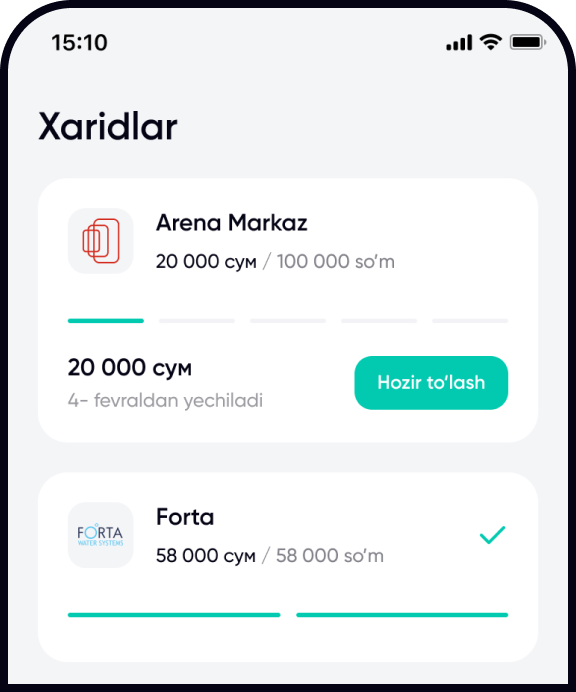 15:10
Xaridlar
Arena Markaz
20 000 сум / 100 000 so‘m
20 000 сум
4- fevraldan yechiladi
Hozir to‘lash
FORTA
WATER SYSTEMS
Forta
58 000 сум / 58 000 so‘m